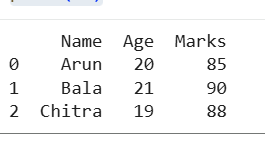 Name Age Marks
0 Arun 20 85
1 Bala 21 90
2 Chitra 19 88